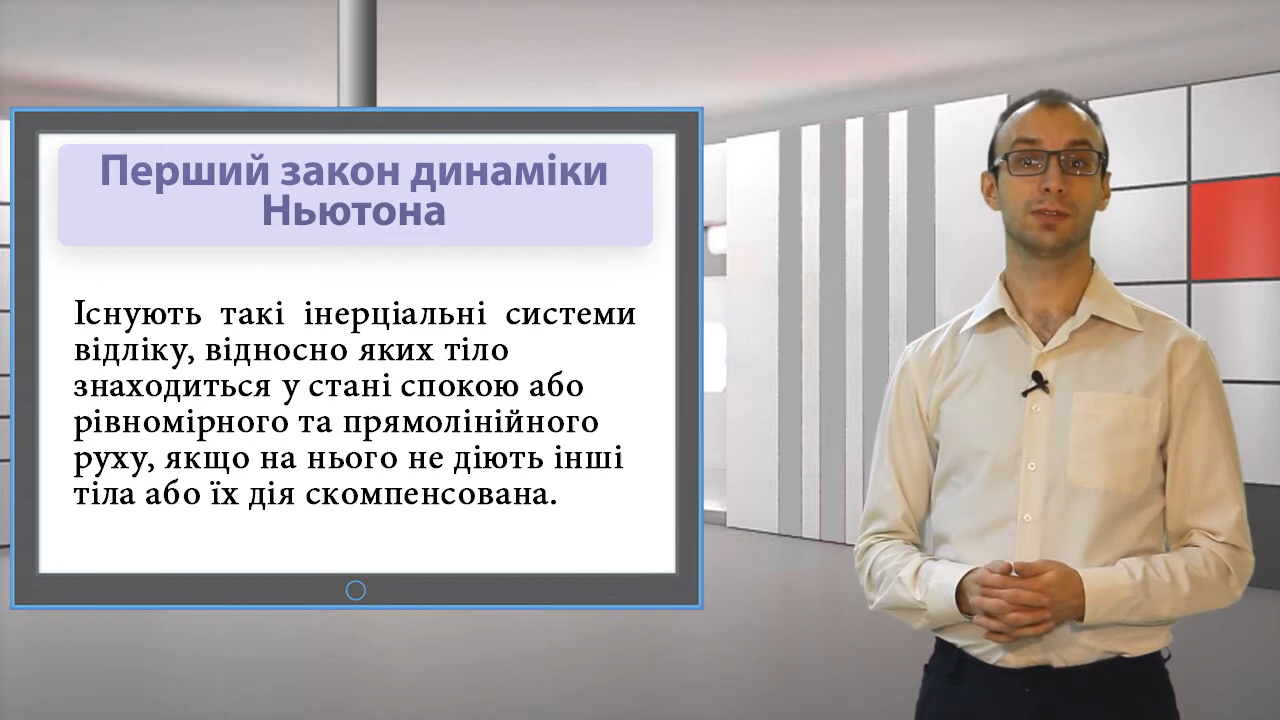 Перший закон динаміки
Ньютона
Існують такі інерціальні системи
відліку, відносно яких тіло
знаходиться у стані спокою або
рівномірного та прямолінійного
руху, якщо на нього не діють інші
тіла або їх дія скомпенсована.